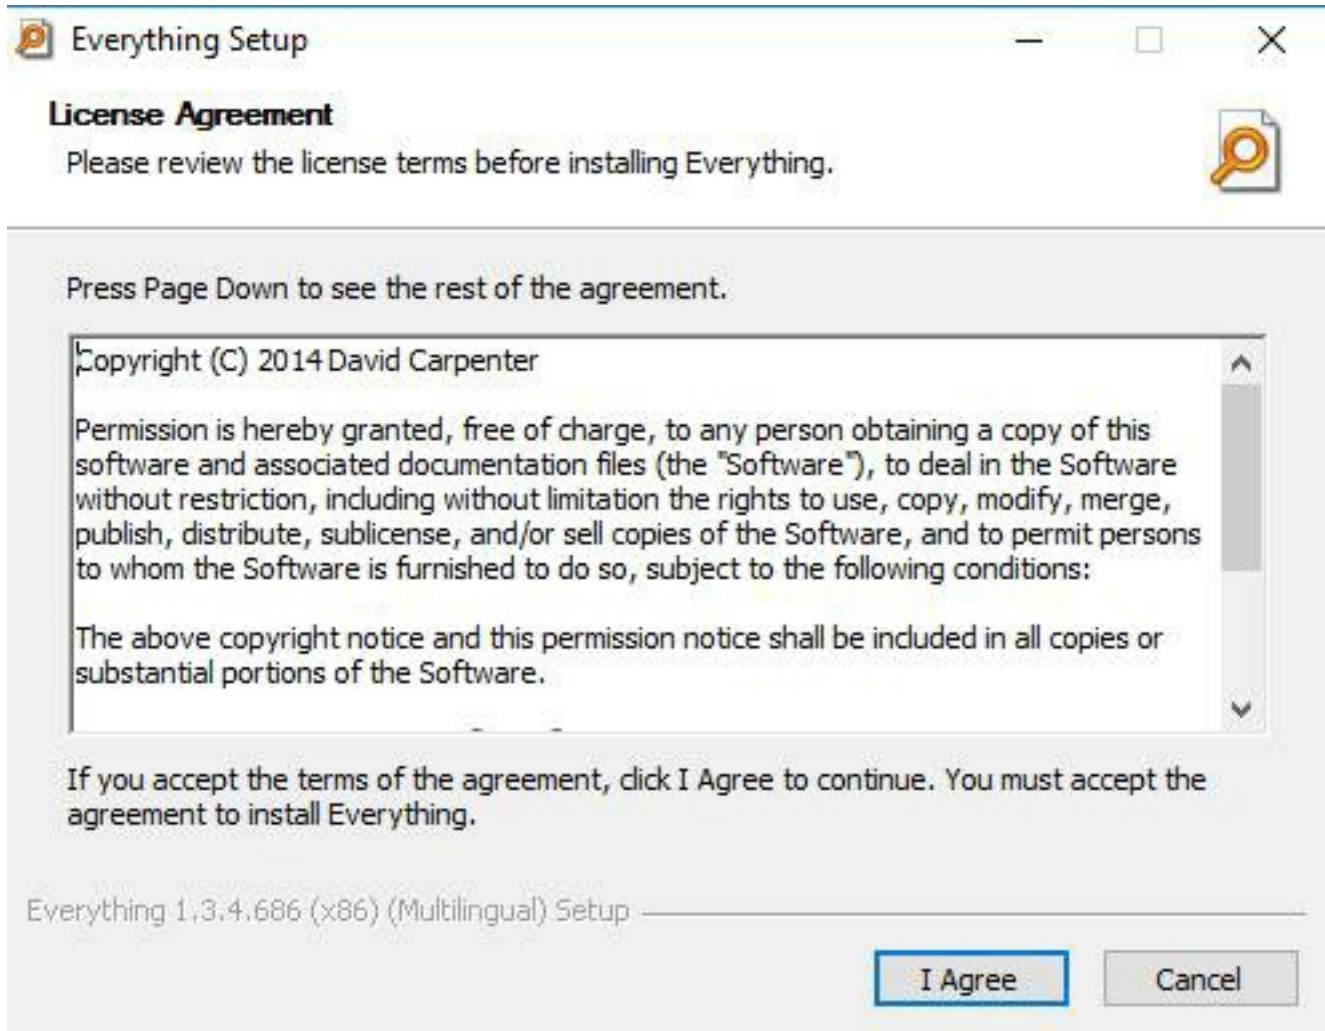 Everything Setup
License Agreement
Please review the license terms before installing Everything.
Press Page Down to see the rest of the agreement.
Copyright (C) 2014 David Carpenter
Permission is hereby granted, free of charge, to any person obtaining a copy of this
software and associated documentation files (the "Software"), to deal in the Software
without restriction, including without limitation the rights to use, copy, modify, merge,
publish, distribute, sublicense, and/or sell copies of the Software, and to permit persons
to whom the Software is furnished to do so, subject to the following conditions:
The above copyright notice and this permission notice shall be included in all copies or
substantial portions of the Software.
If you accept the terms of the agreement, click I Agree to continue. You must accept the
agreement to install Everything.
Everything 1.3.4.686 (x86) (Multilingual) Setup
I Agree
Cancel